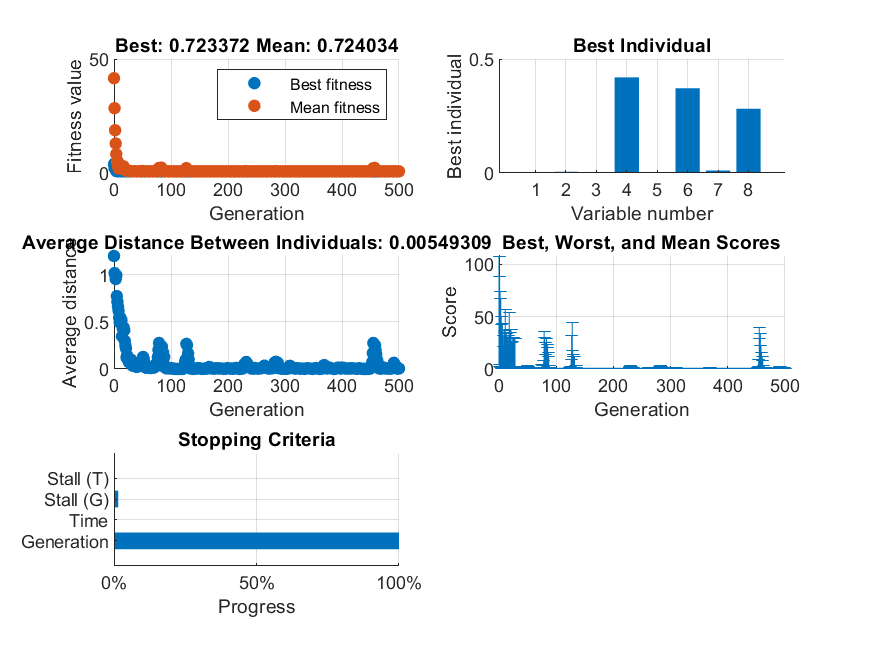 Best: 0.723372 Mean: 0.724034
50
0
Fitness value
Best fitness
Mean fitness
0 100 200 300 400 500
Generation
Best Individual
0.5
0
Best individual
1 2 3 4 5 6 7 8
Variable number
Average Distance Between Individuals: 0.00549309
1
0.5
0
Average distance
0 100 200 300 400 500
Generation
Best, Worst, and Mean Scores
100
50
0
Score
0 100 200 300 400 500
Generation
Stopping Criteria
Stall (T)
Stall (G)
Time
Generation
0% 50% 100%
Progress